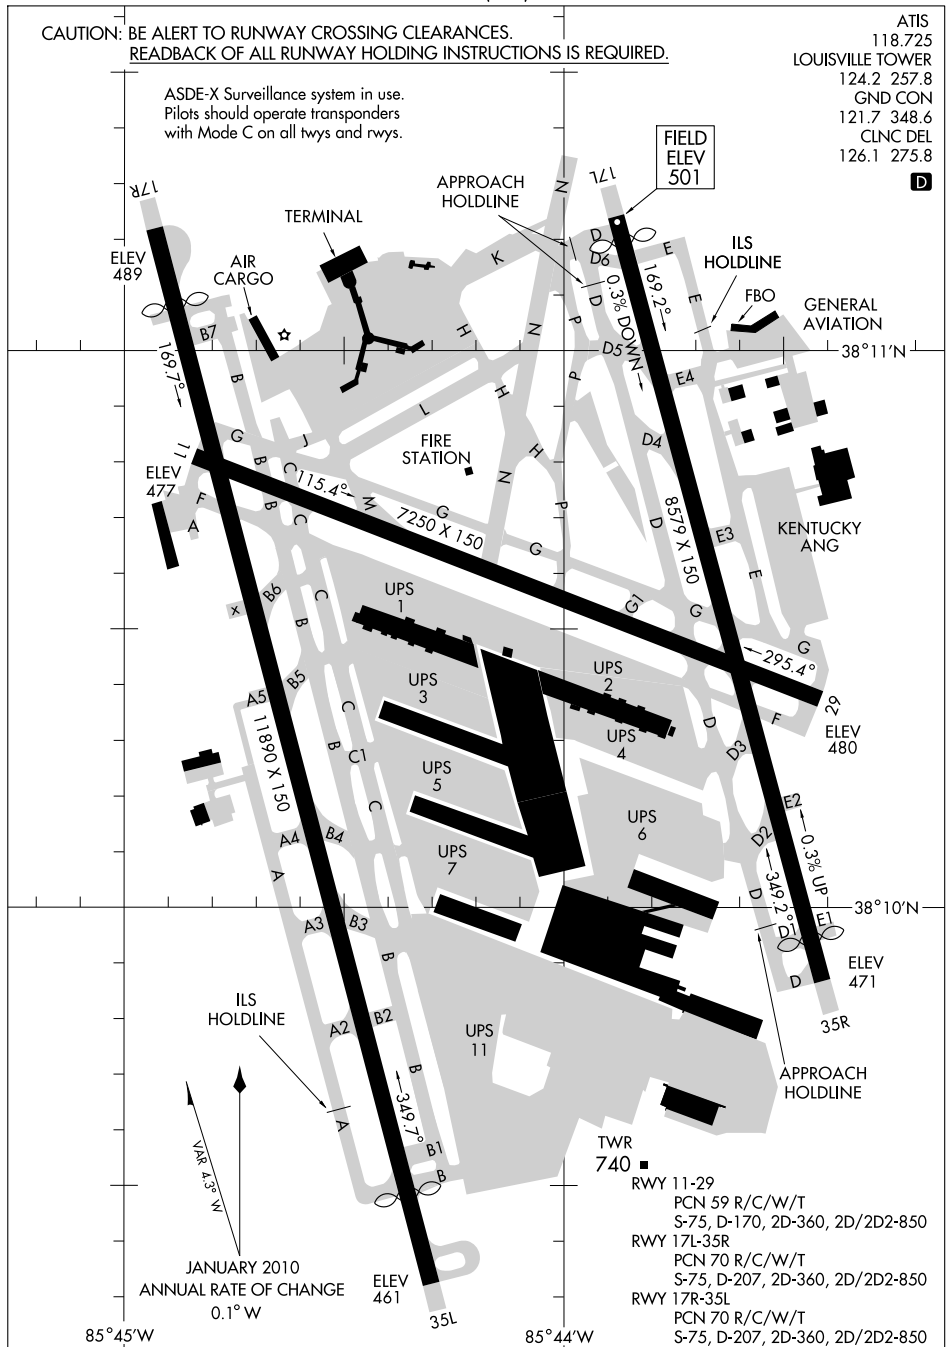 CAUTION: BE ALERT TO RUNWAY CROSSING CLEARANCES.
READBACK OF ALL RUNWAY HOLDING INSTRUCTIONS IS REQUIRED.
ATIS
118.725
LOUISVILLE TOWER
124.2 257.8
GND CON
121.7 348.6
CLNC DEL
126.1 275.8
D
ASDE-X Surveillance system in use.
Pilots should operate transponders
with Mode C on all twys and rwys.
FIELD
ELEV
501
17R
17L
N
APPROACH
HOLDLINE
TERMINAL
K
D
E
D6
ILS
HOLDLINE
ELEV
489
AIR
CARGO
169.2°
E
FBO
GENERAL
AVIATION
0.3% DOWN
D
P
B7
H
N
D5
38°11'N
169.7°
B
P
E4
H
L
J
G
B
C
FIRE
STATION
H
D4
11
ELEV
477
115.4°
M
N
P
F
B
C
A
G
7250 X 150
G
D
8579 X 150
E3
KENTUCKY
ANG
E
B6
C
X
B
UPS
1
G1
G
G
295.4°
B5
A5
UPS
2
UPS
3
C
29
F
D
ELEV
480
D3
UPS
4
11890 X 150
B
C1
UPS
5
C
E2
UPS
6
D2
0.3% UP
A4
B4
UPS
7
A
349.2°
D
A3
B3
38°10'N
D1
E1
B
D
ELEV
471
35R
ILS
HOLDLINE
A2
B2
UPS
11
B
APPROACH
HOLDLINE
349.7°
A
B1
B
VAR 4.3° W
TWR
740
JANUARY 2010
ANNUAL RATE OF CHANGE
0.1° W
ELEV
461
35L
RWY 11-29
PCN 59 R/C/W/T
S-75, D-170, 2D-360, 2D/2D2-850
RWY 17L-35R
PCN 70 R/C/W/T
S-75, D-207, 2D-360, 2D/2D2-850
RWY 17R-35L
PCN 70 R/C/W/T
S-75, D-207, 2D-360, 2D/2D2-850
85°45'W
85°44'W